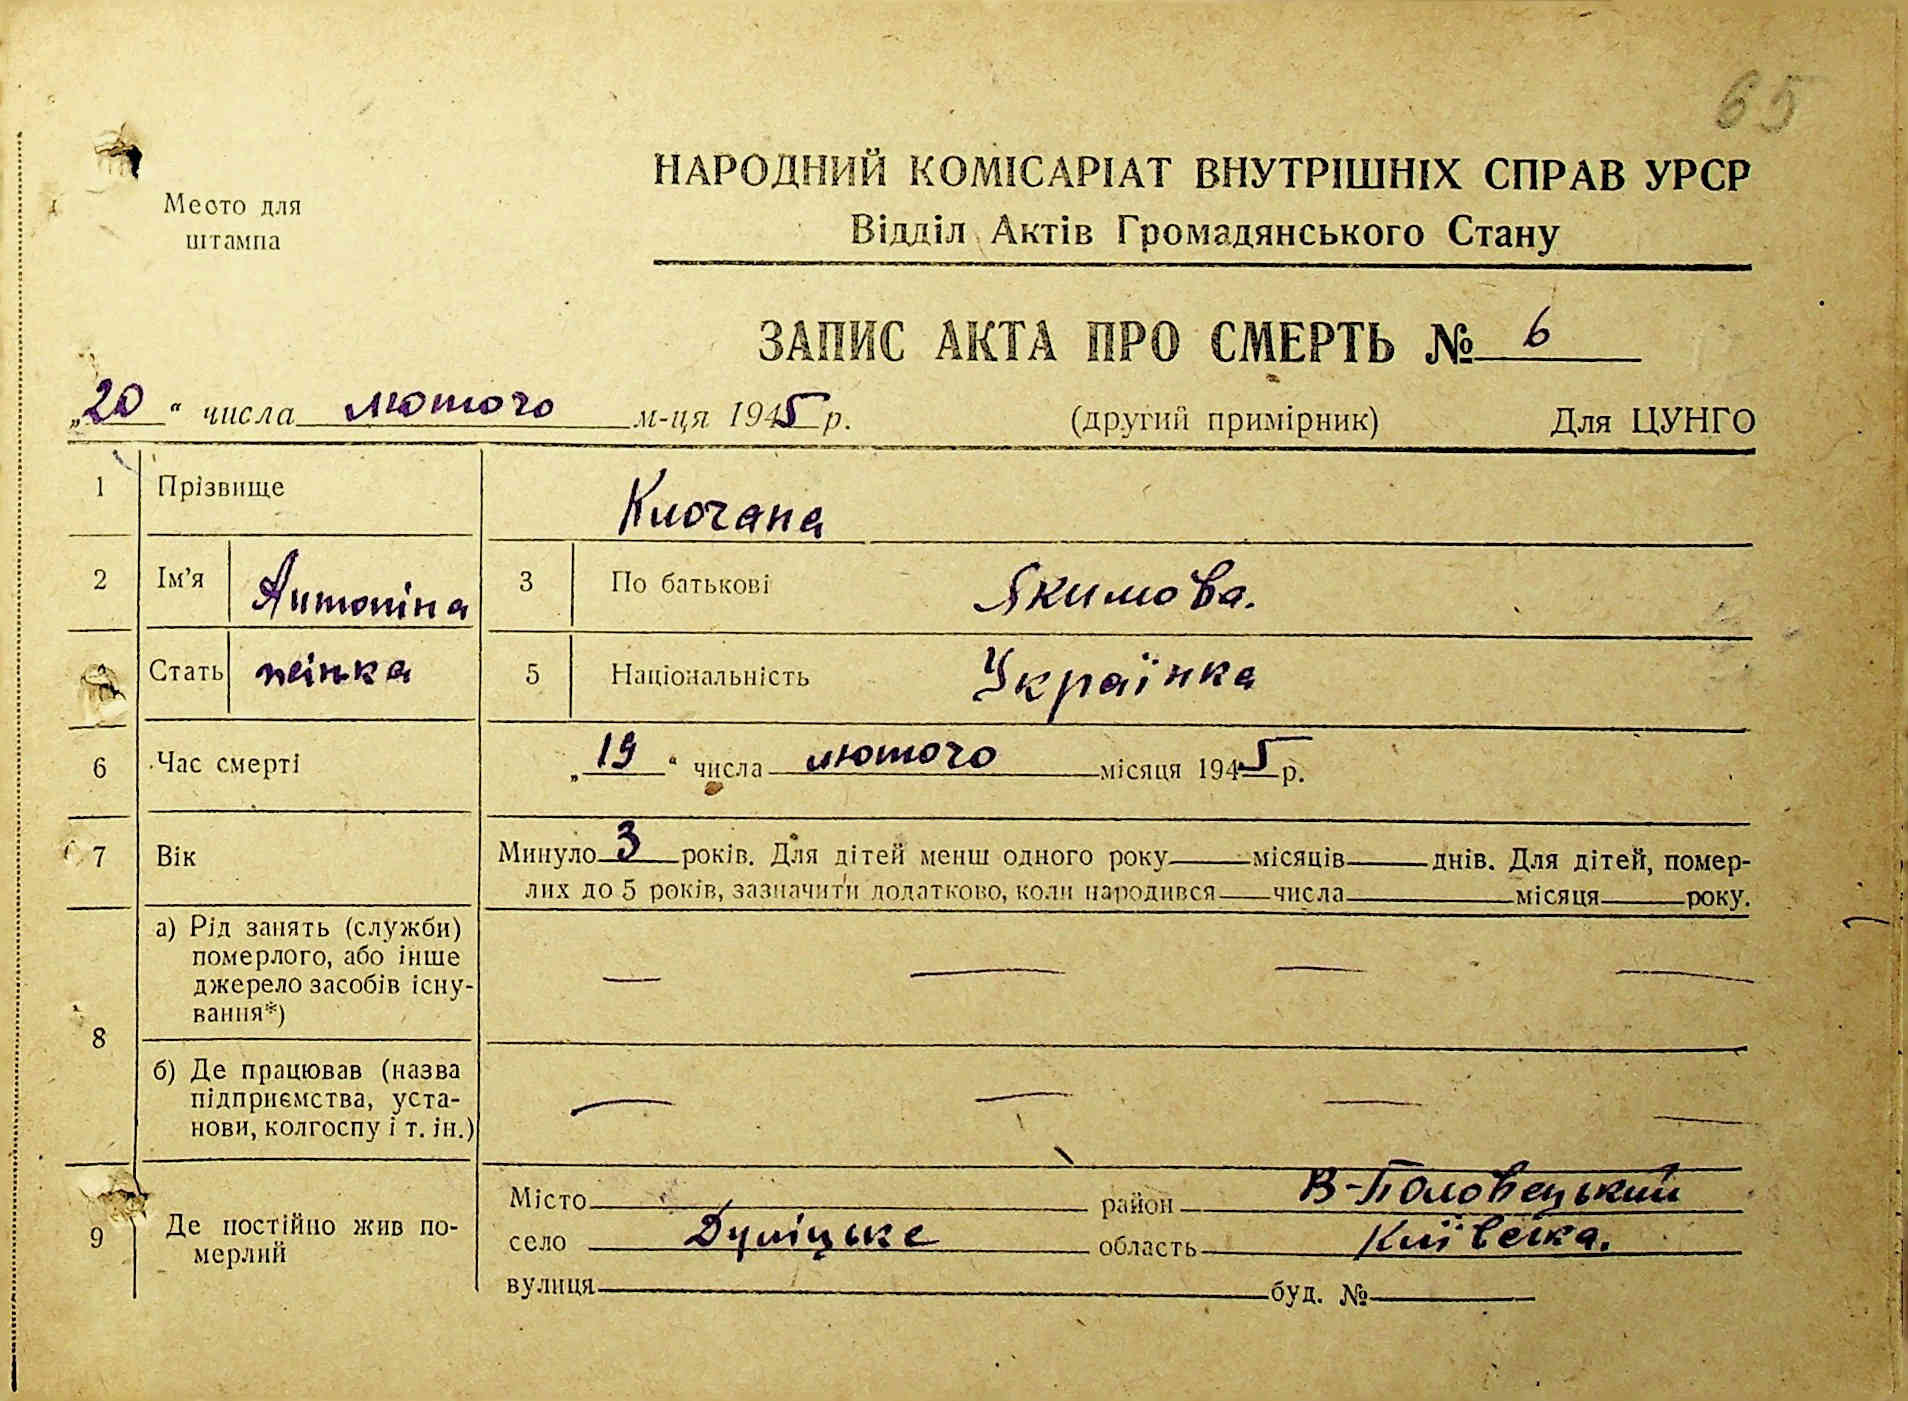 65
Место для
штампа
НАРОДНИЙ КОМІСАРІАТ ВНУТРІШНІХ СПРАВ УРСР
Відділ Актів Громадянського Стану
ЗАПИС АКТА ПРО СМЕРТЬ № 6
„20“ числа лютого м-ця 1945 р. (другий примірник) Для ЦУНГО
1 Прізвище
2 Ім'я Антоніна 3 По батькові Якимова.
4 Стать жінка 5 Національність Українка
6 Час смерті „19“ числа лютого місяця 1945 р.
7 Вік Минуло 3 років. Для дітей менш одного року місяців днів. Для дітей, помер-
лих до 5 років, зазначити додатково, коли народився числа місяця року.
8 а) Рід занять (служби)
померлого, або інше
джерело засобів існу-
вання*)
б) Де працював (назва
підприємства, уста-
нови, колгоспу і т. ін.)
9 Де постійно жив по-
мерлий
Місто район В-Половецький
село Дуліцьке область Київська.
вулиця буд. №